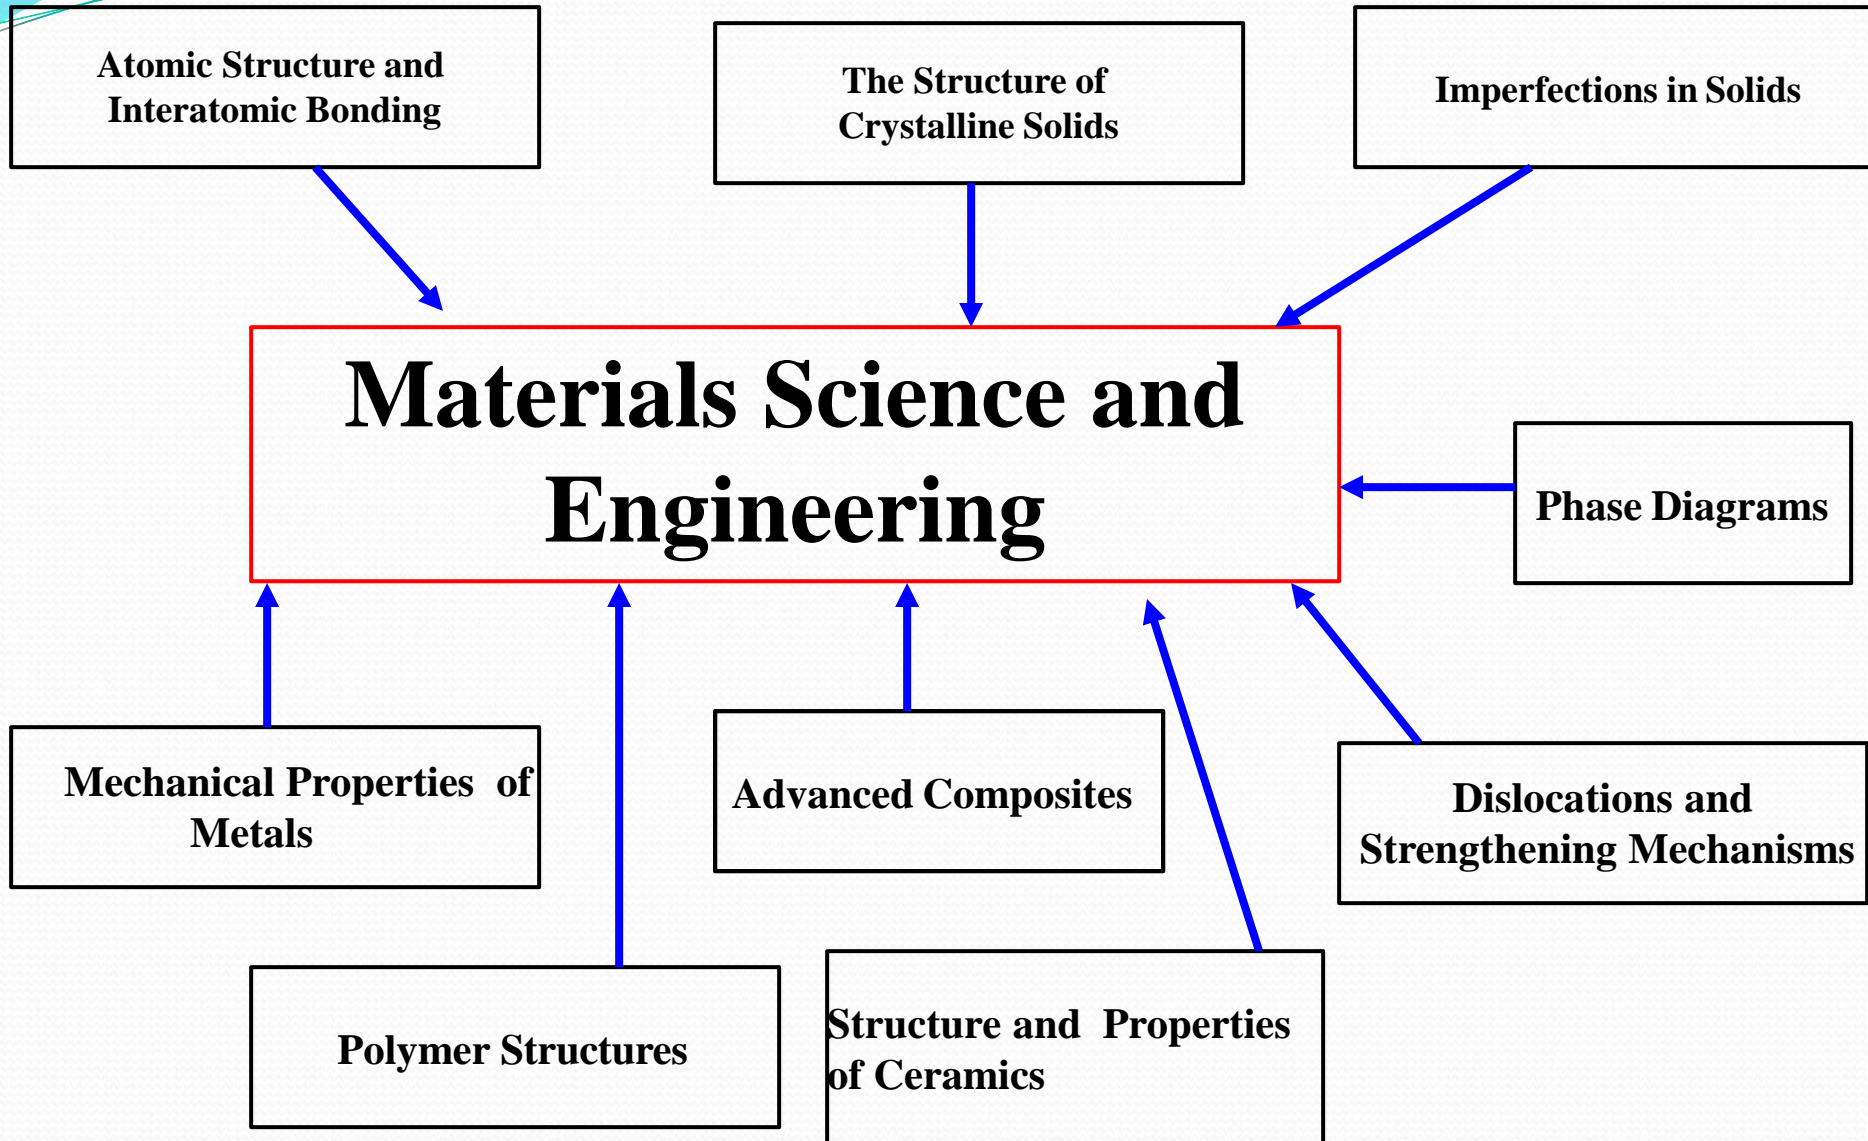 Atomic Structure and
Interatomic Bonding
The Structure of
Crystalline Solids
Imperfections in Solids
Materials Science and
Engineering
Phase Diagrams
Mechanical Properties  of
Metals
Advanced Composites
Dislocations and
Strengthening Mechanisms
Polymer Structures
Structure and  Properties
of Ceramics